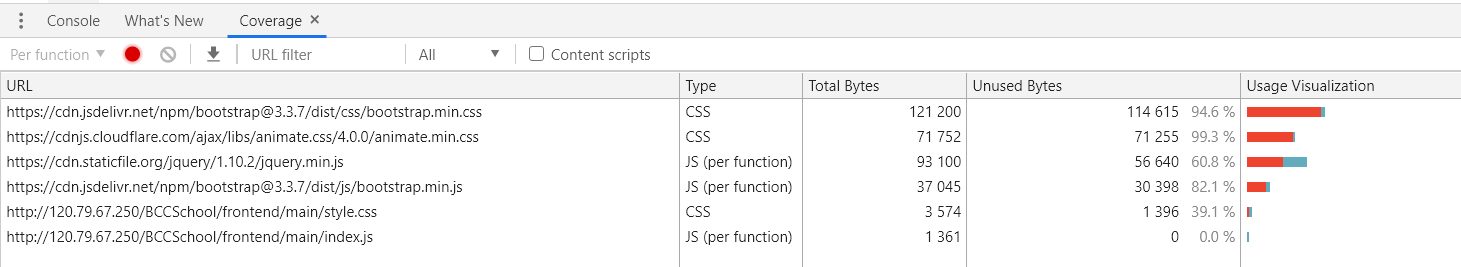 Console What's New Coverage ×
Per function ▼ URL filter All ▼ Content scripts
URL Type Total Bytes Unused Bytes Usage Visualization
https://cdn.jsdelivr.net/npm/bootstrap@3.3.7/dist/css/bootstrap.min.css CSS 121 200 114 615 94.6 %
https://cdnjs.cloudflare.com/ajax/libs/animate.css/4.0.0/animate.min.css CSS 71 752 71 255 99.3 %
https://cdn.staticfile.org/jquery/1.10.2/jquery.min.js JS (per function) 93 100 56 640 60.8 %
https://cdn.jsdelivr.net/npm/bootstrap@3.3.7/dist/js/bootstrap.min.js JS (per function) 37 045 30 398 82.1 %
http://120.79.67.250/BCCSchool/frontend/main/style.css CSS 3 574 1 396 39.1 %
http://120.79.67.250/BCCSchool/frontend/main/index.js JS (per function) 1 361 0 0.0 %